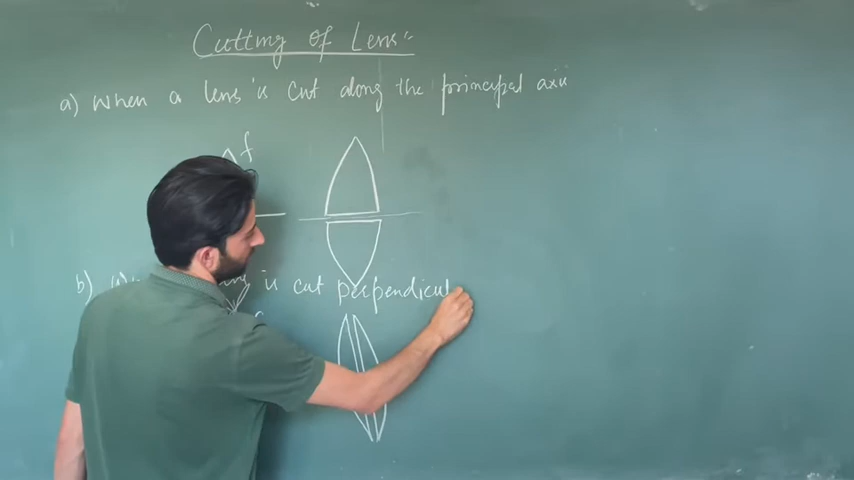 Cutting of Lens:-
a) When a lens is cut along the principal axis
f
b) is cut perpendicul